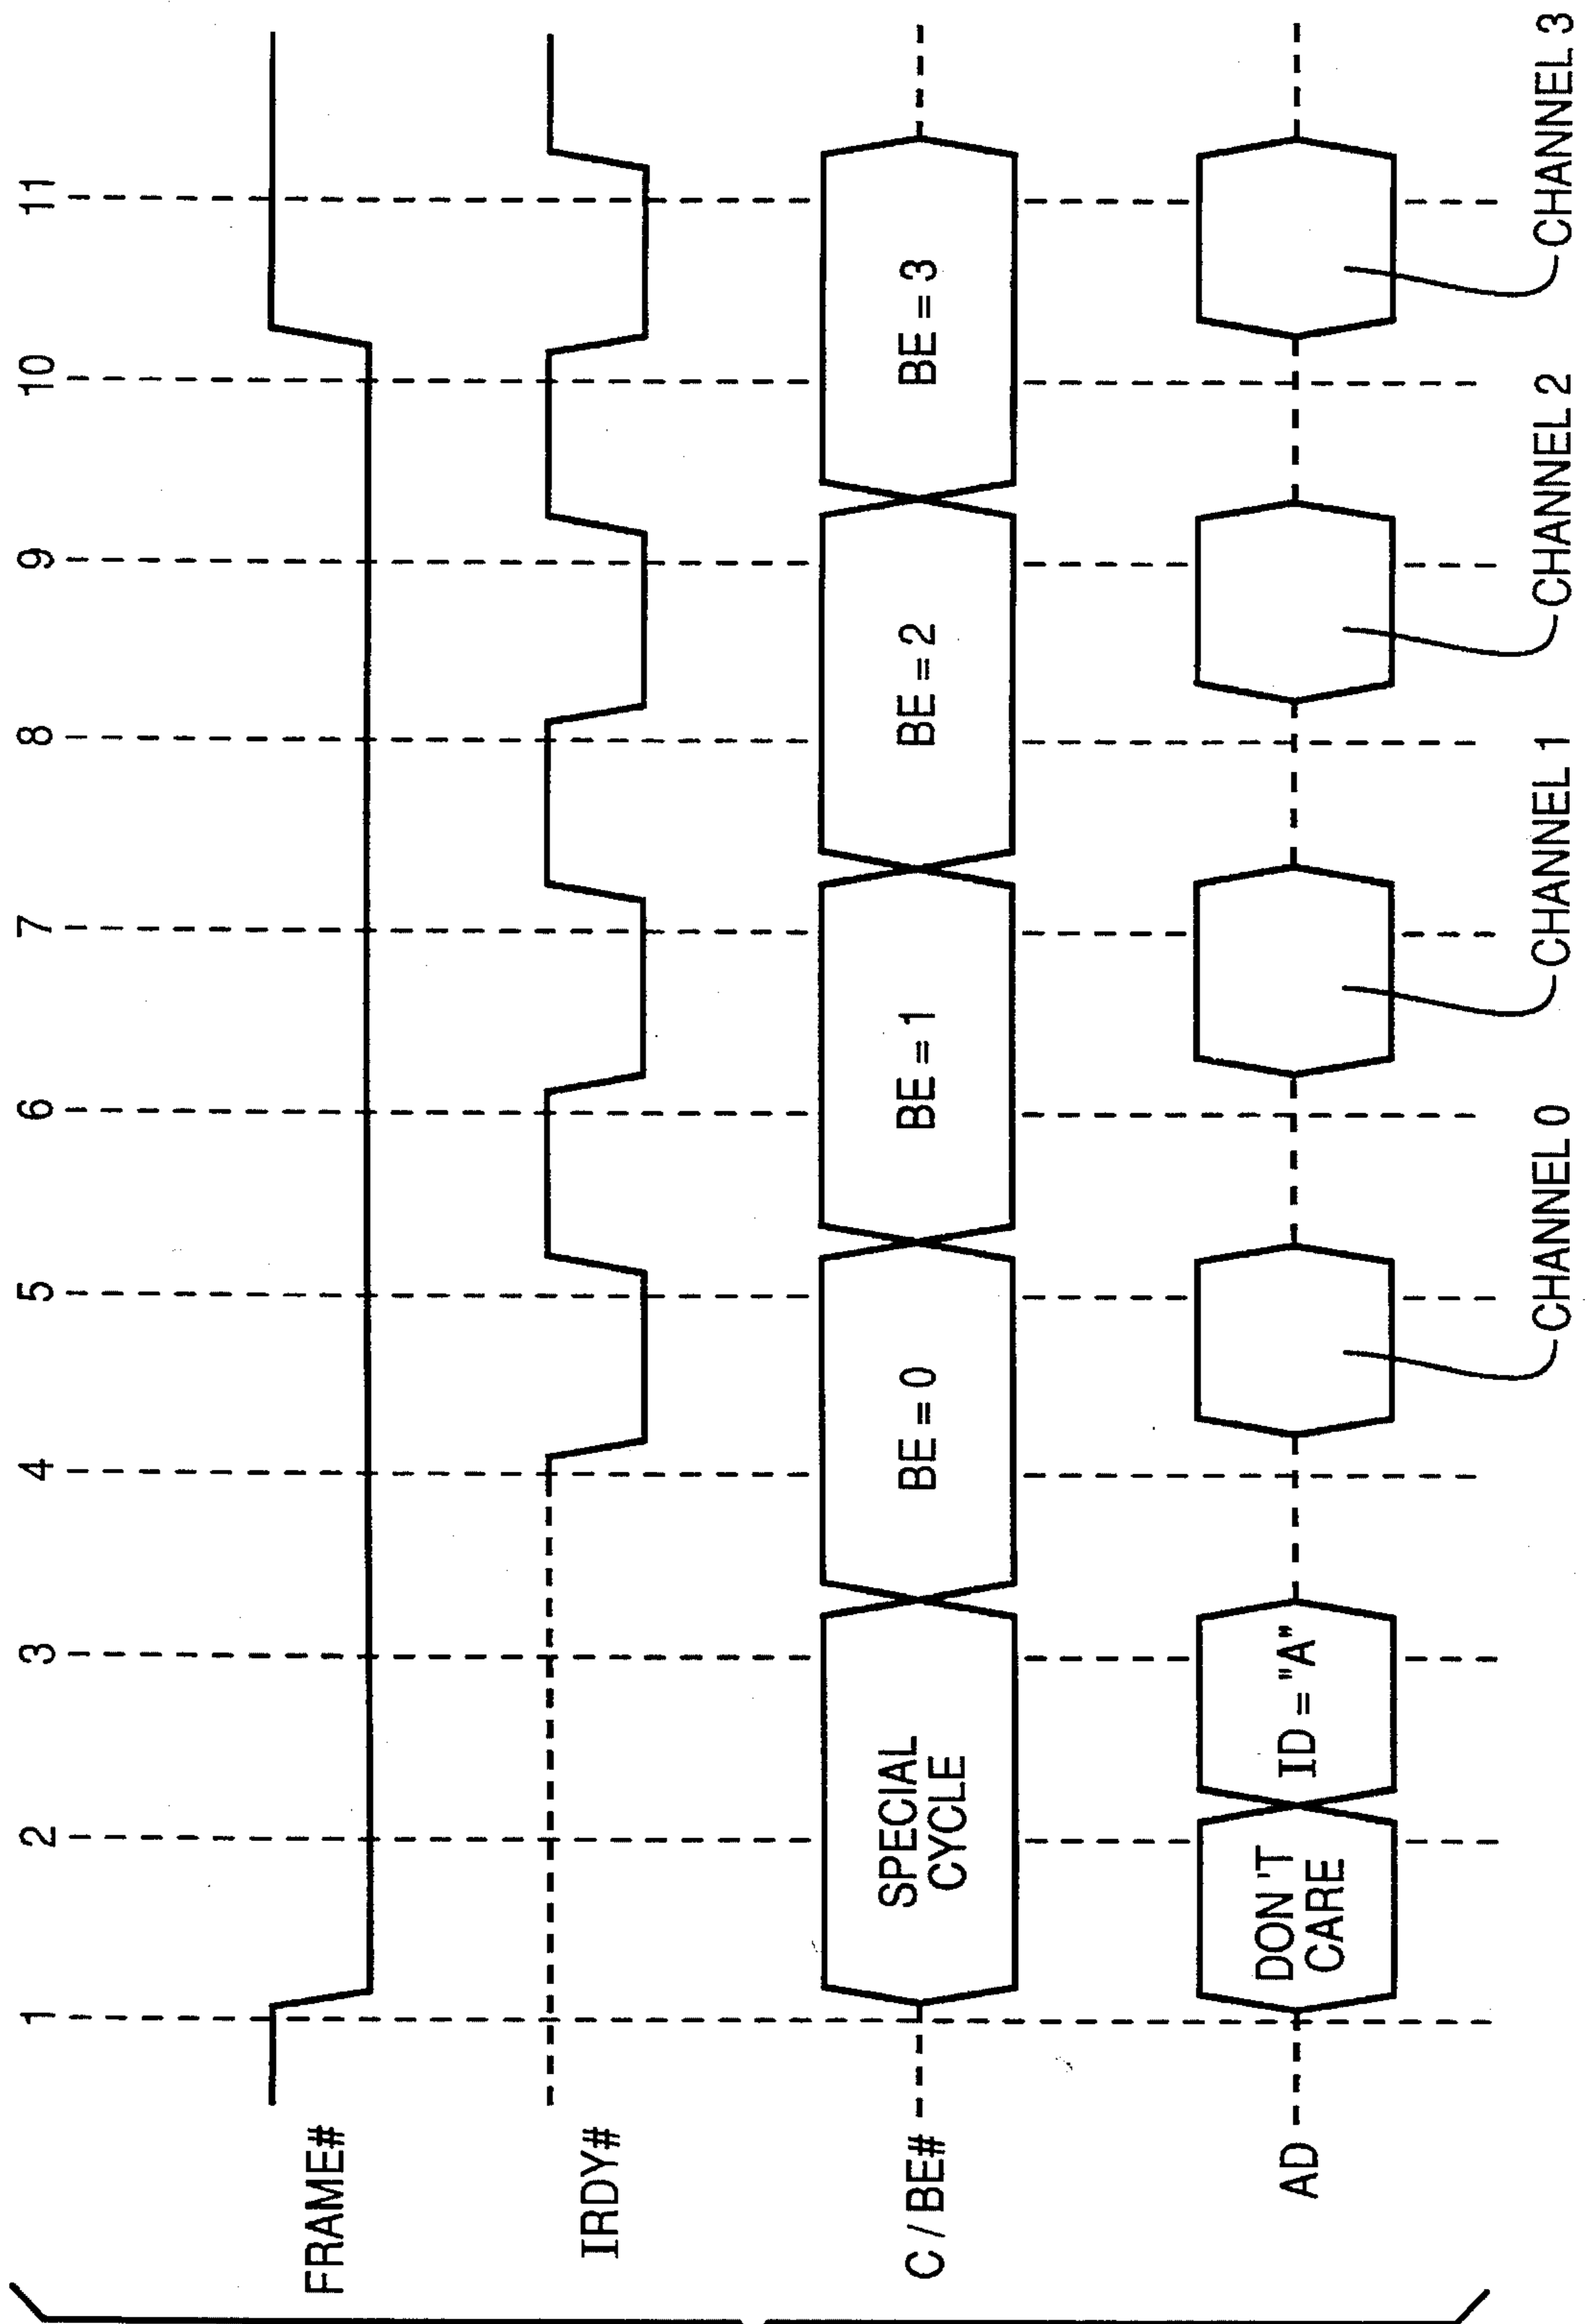 1 2 3 4 5 6 7 8 9 10 11
FRAME#
IRDY#
C / BE#
SPECIAL
CYCLE
BE = 0
BE = 1
BE = 2
BE = 3
AD
DON'T
CARE
ID = "A"
CHANNEL 0
CHANNEL 1
CHANNEL 2
CHANNEL 3